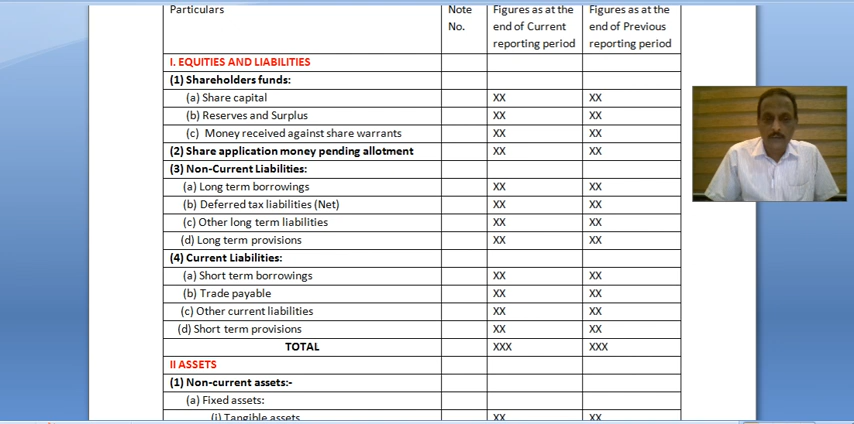 Particulars Note No. Figures as at the end of Current reporting period Figures as at the end of Previous reporting period
I. EQUITIES AND LIABILITIES
(1) Shareholders funds:
(a) Share capital XX XX
(b) Reserves and Surplus XX XX
(c) Money received against share warrants XX XX
(2) Share application money pending allotment XX XX
(3) Non-Current Liabilities:
(a) Long term borrowings XX XX
(b) Deferred tax liabilities (Net) XX XX
(c) Other long term liabilities XX XX
(d) Long term provisions XX XX
(4) Current Liabilities:
(a) Short term borrowings XX XX
(b) Trade payable XX XX
(c) Other current liabilities XX XX
(d) Short term provisions XX XX
TOTAL XXX XXX
II ASSETS
(1) Non-current assets:-
(a) Fixed assets:
(i) Tangible assets XX XX